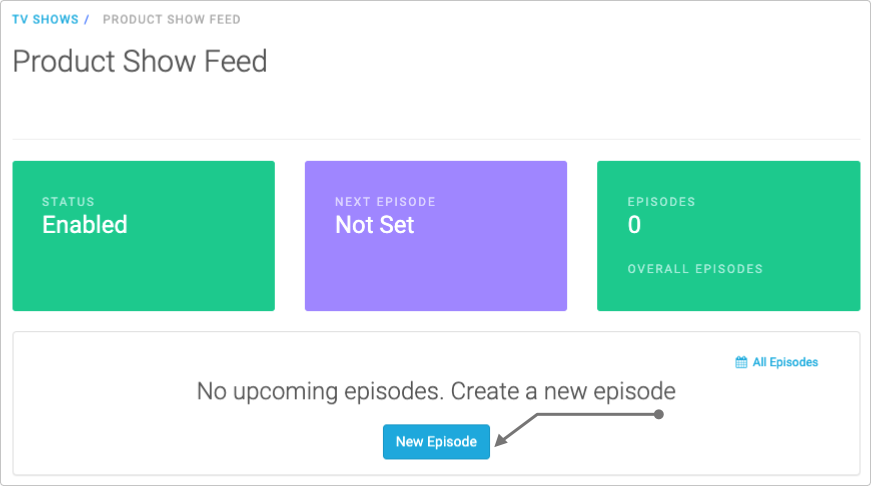 TV SHOWS / PRODUCT SHOW FEED
Product Show Feed
STATUS
Enabled
NEXT EPISODE
Not Set
EPISODES
0
OVERALL EPISODES
All Episodes
No upcoming episodes. Create a new episode
New Episode